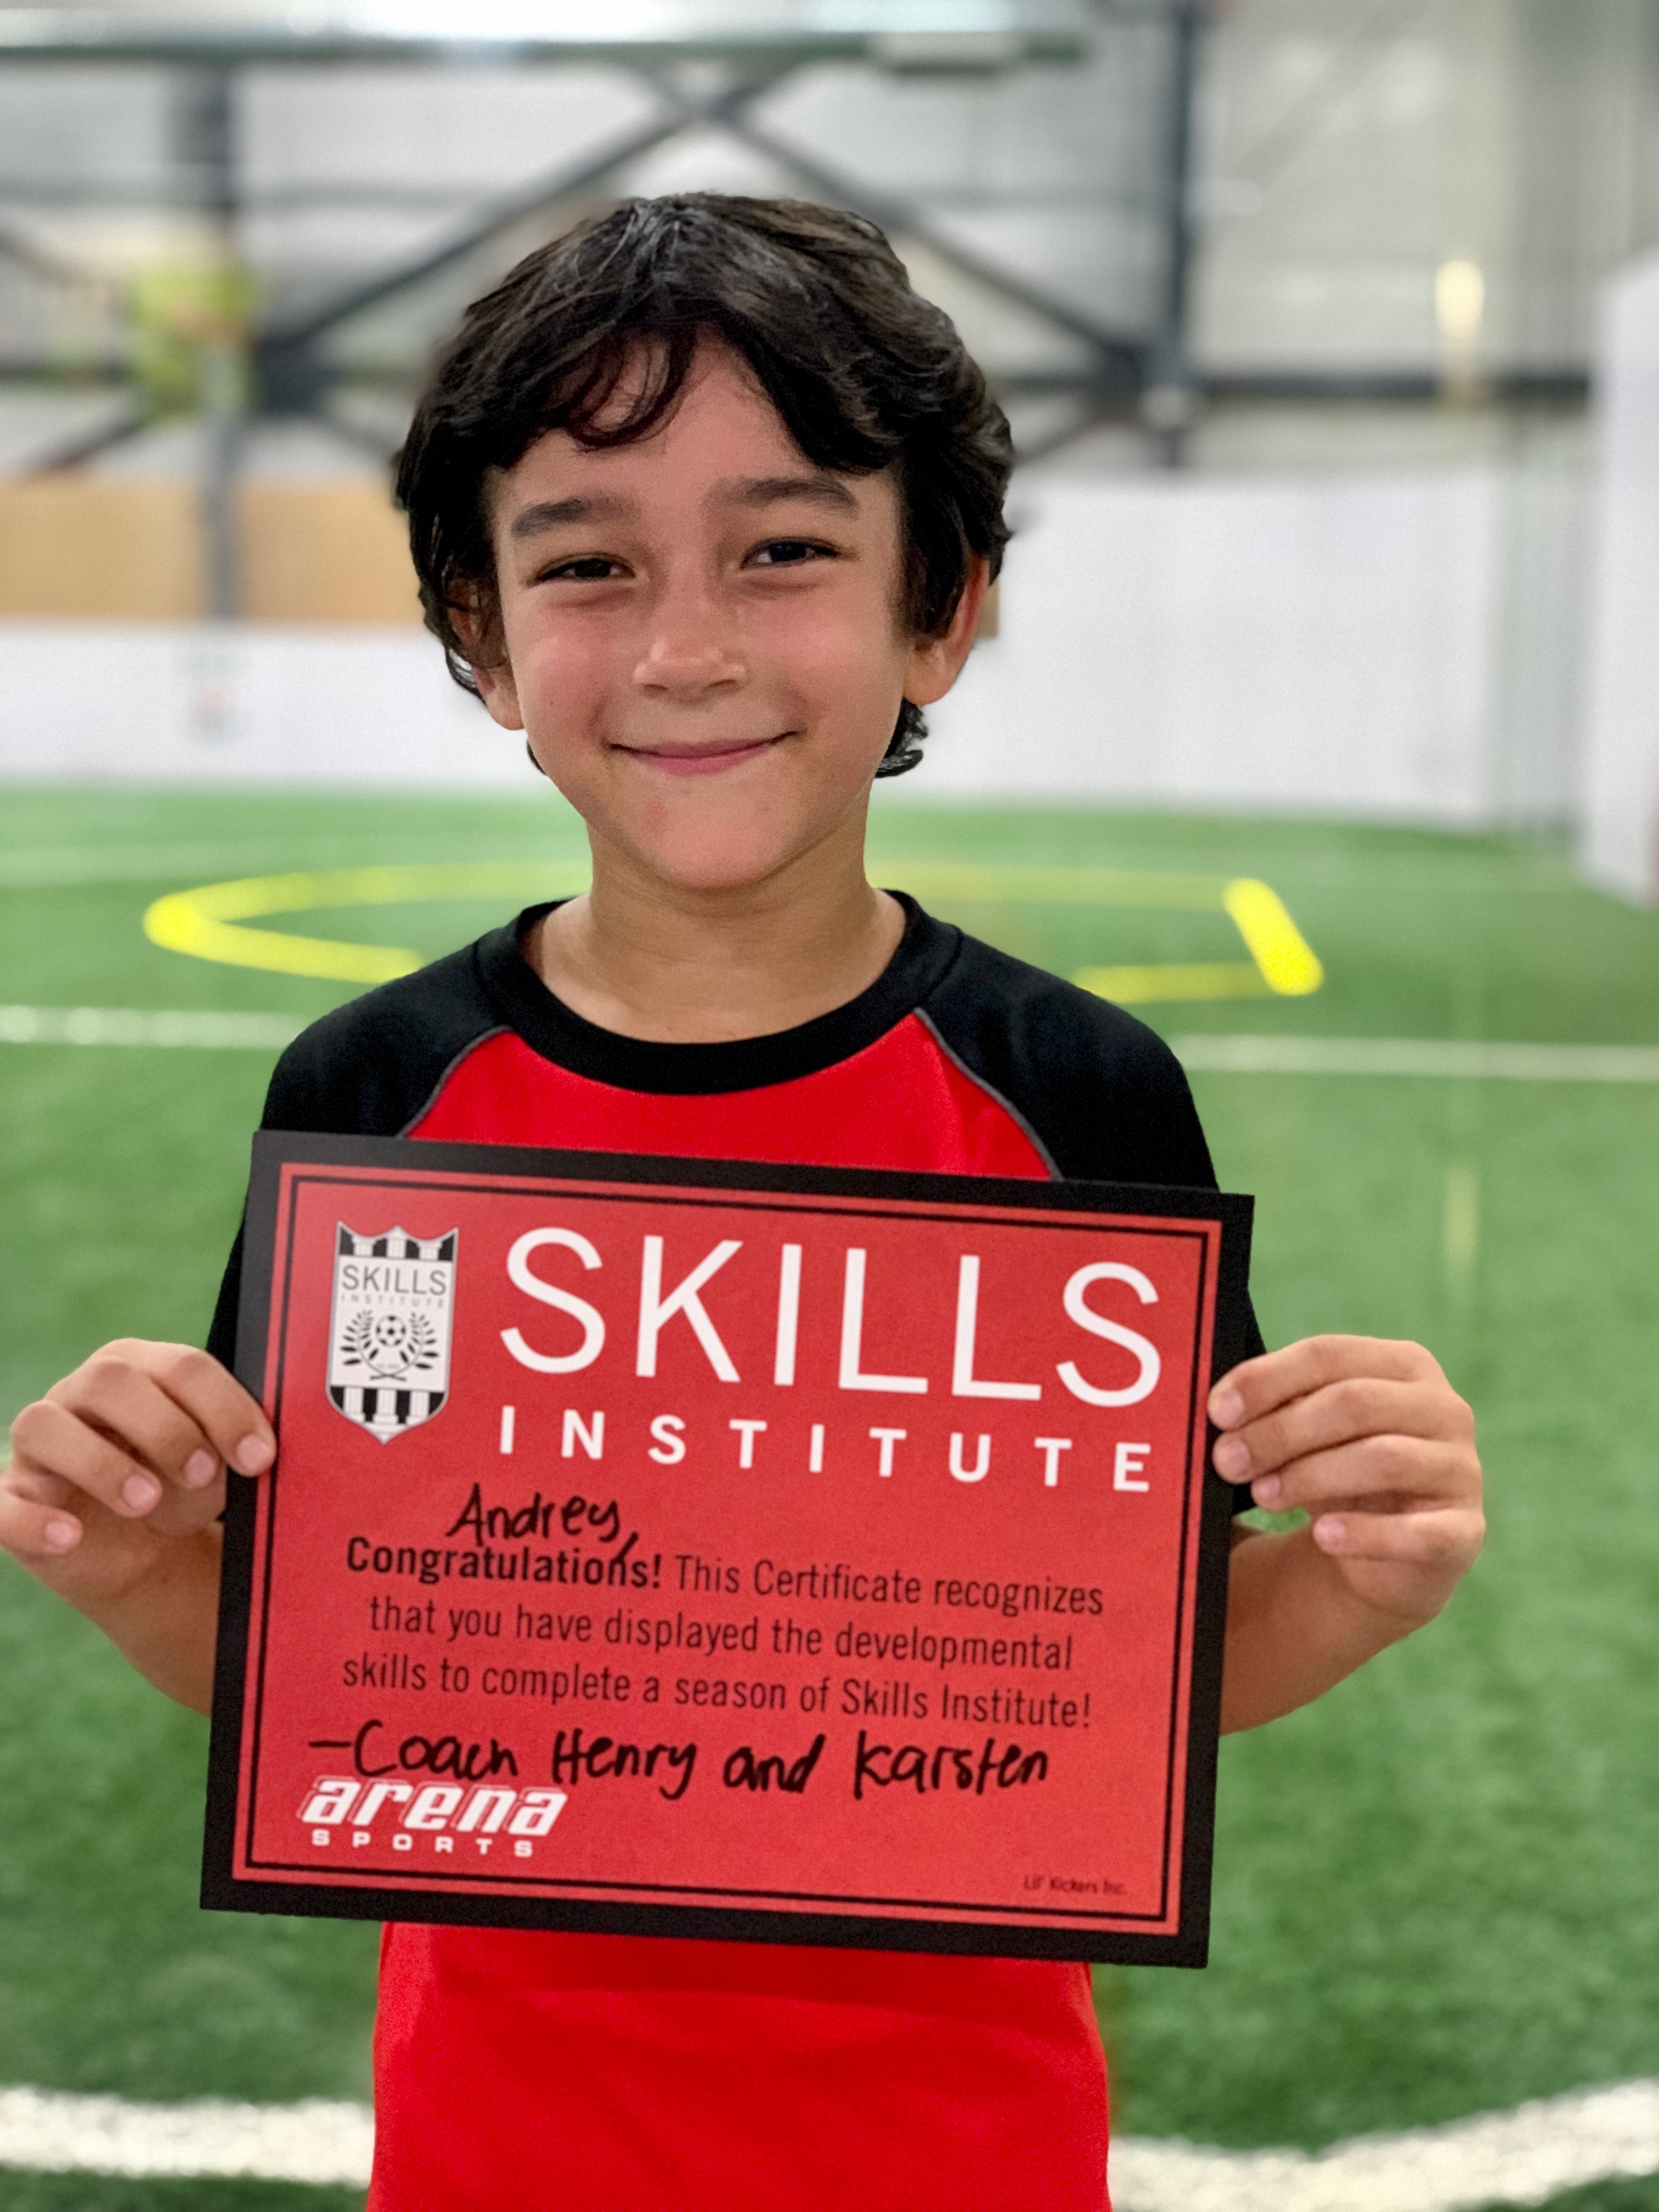 SKILLS
INSTITUTE
SKILLS
INSTITUTE
Andrey,
Congratulations! This Certificate recognizes
that you have displayed the developmental
skills to complete a season of Skills Institute!
-Coach Henry and Karsten
arena
SPORTS
Lil' Kickers Inc.